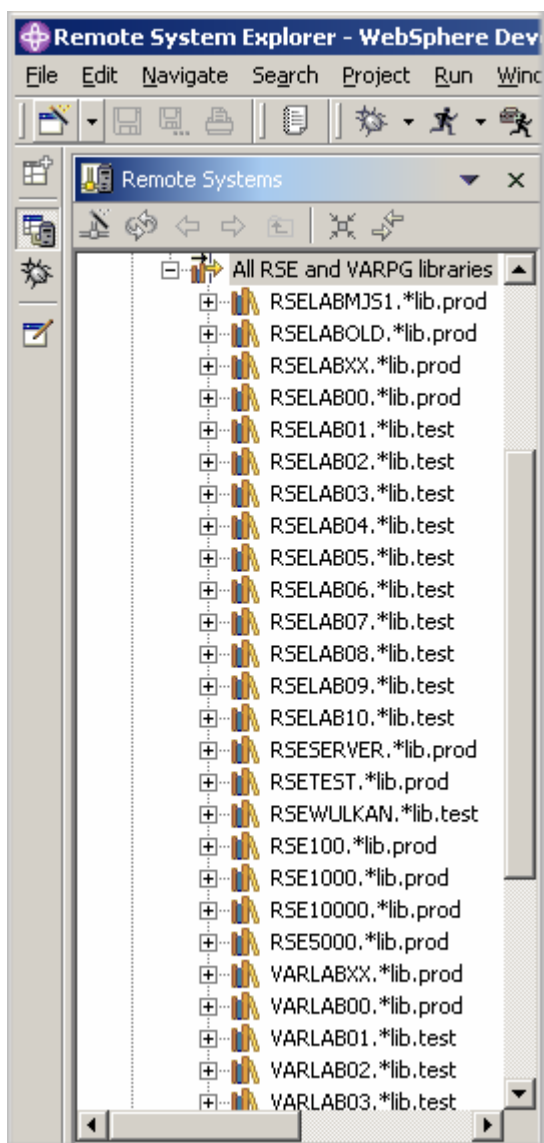 Remote System Explorer - WebSphere Dev
File Edit Navigate Search Project Run Wind
Remote Systems
All RSE and VARPG libraries
RSELABMJS1.*lib.prod
RSELABOLD.*lib.prod
RSELABXX.*lib.prod
RSELAB00.*lib.prod
RSELAB01.*lib.test
RSELAB02.*lib.test
RSELAB03.*lib.test
RSELAB04.*lib.test
RSELAB05.*lib.test
RSELAB06.*lib.test
RSELAB07.*lib.test
RSELAB08.*lib.test
RSELAB09.*lib.test
RSELAB10.*lib.test
RSESERVER.*lib.prod
RSETEST.*lib.prod
RSEWULKAN.*lib.test
RSE100.*lib.prod
RSE1000.*lib.prod
RSE10000.*lib.prod
RSE5000.*lib.prod
VARLABXX.*lib.prod
VARLAB00.*lib.prod
VARLAB01.*lib.test
VARLAB02.*lib.test
VARLAB03.*lib.test